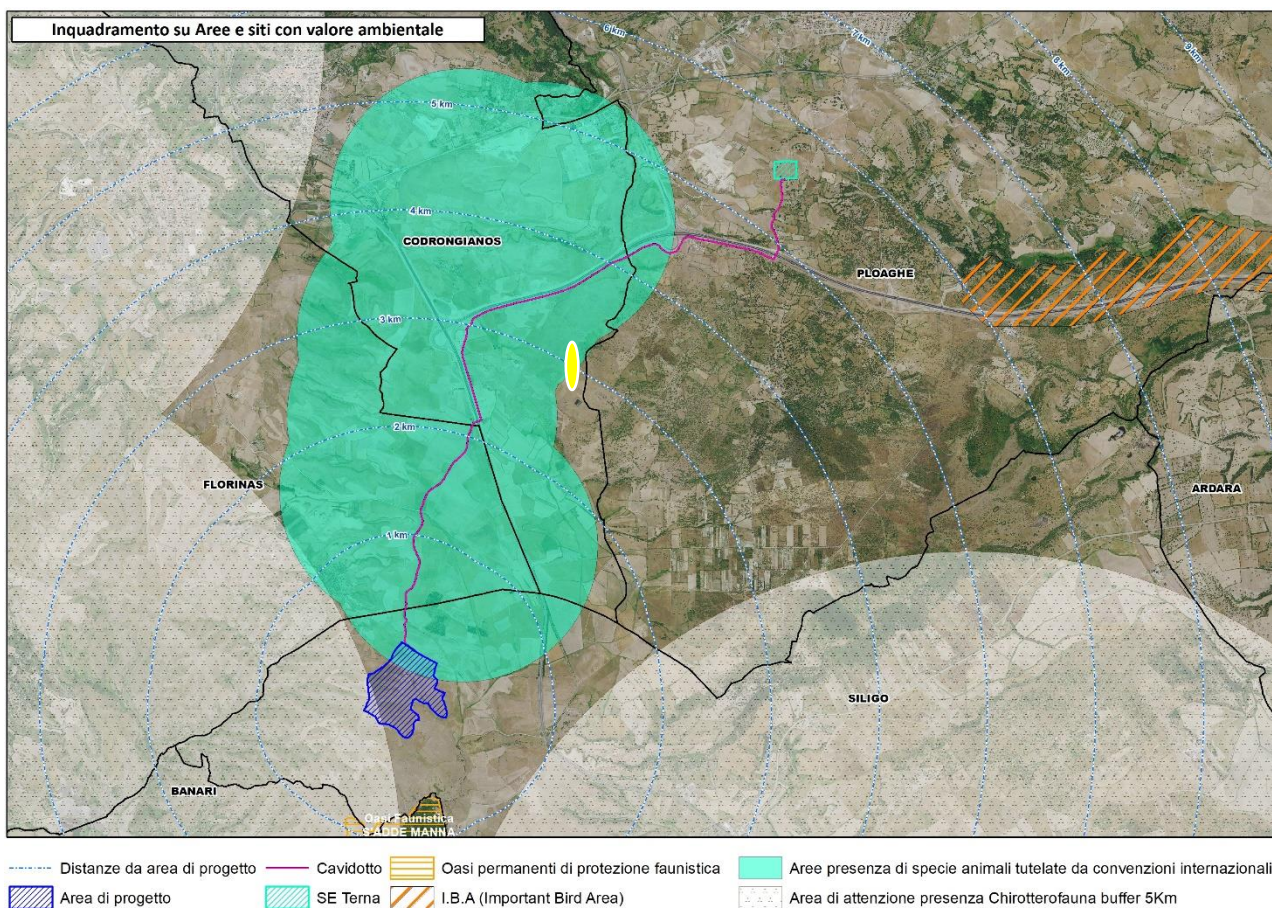 Inquadramento su Aree e siti con valore ambientale
6 km
7 km
8 km
9 km
5 km
4 km
CODRONGIANOS
PLOAGHE
3 km
2 km
FLORINAS
ARDARA
1 km
SILIGO
BANARI
Oasi Faunistica
S'ADDE MANNA
Distanze da area di progetto
Cavidotto
Oasi permanenti di protezione faunistica
Aree presenza di specie animali tutelate da convenzioni internazionali
Area di progetto
SE Terna
I.B.A (Important Bird Area)
Area di attenzione presenza Chirotterofauna buffer 5Km